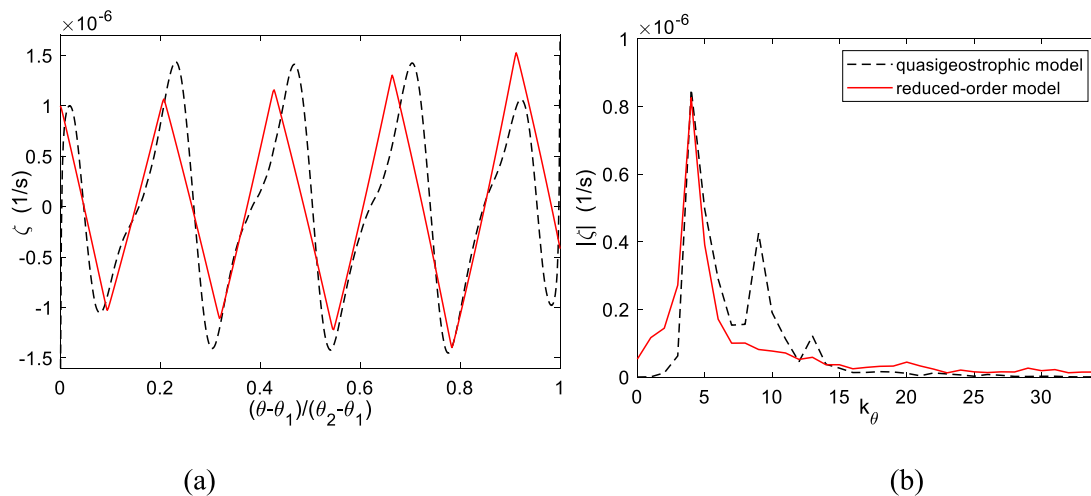 ×10⁻⁶
1.5
1
0.5
0
-0.5
-1
-1.5
ζ (1/s)
0 0.2 0.4 0.6 0.8 1
(θ-θ₁)/(θ₂-θ₁)
(a)
×10⁻⁶
1
0.8
0.6
0.4
0.2
0
|ζ| (1/s)
quasigeostrophic model
reduced-order model
0 5 10 15 20 25 30
k_θ
(b)